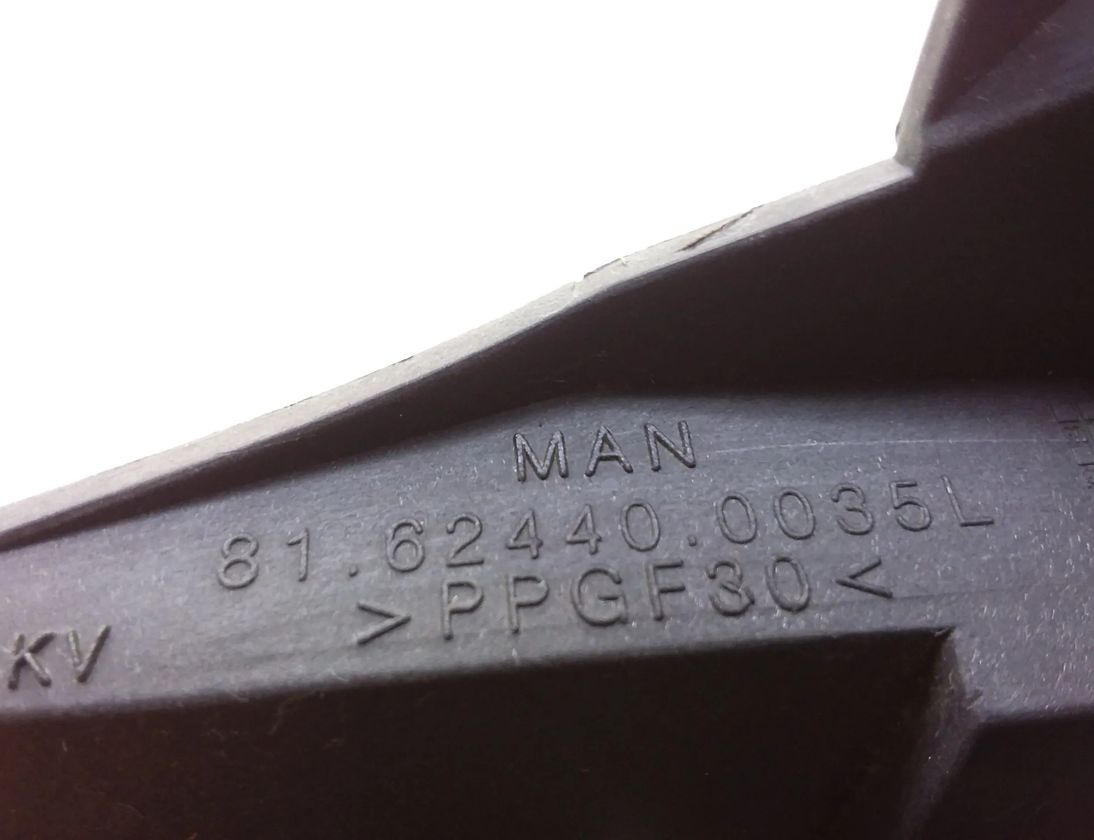 MAN
81.62440.0035L
>PPGF30<
KV